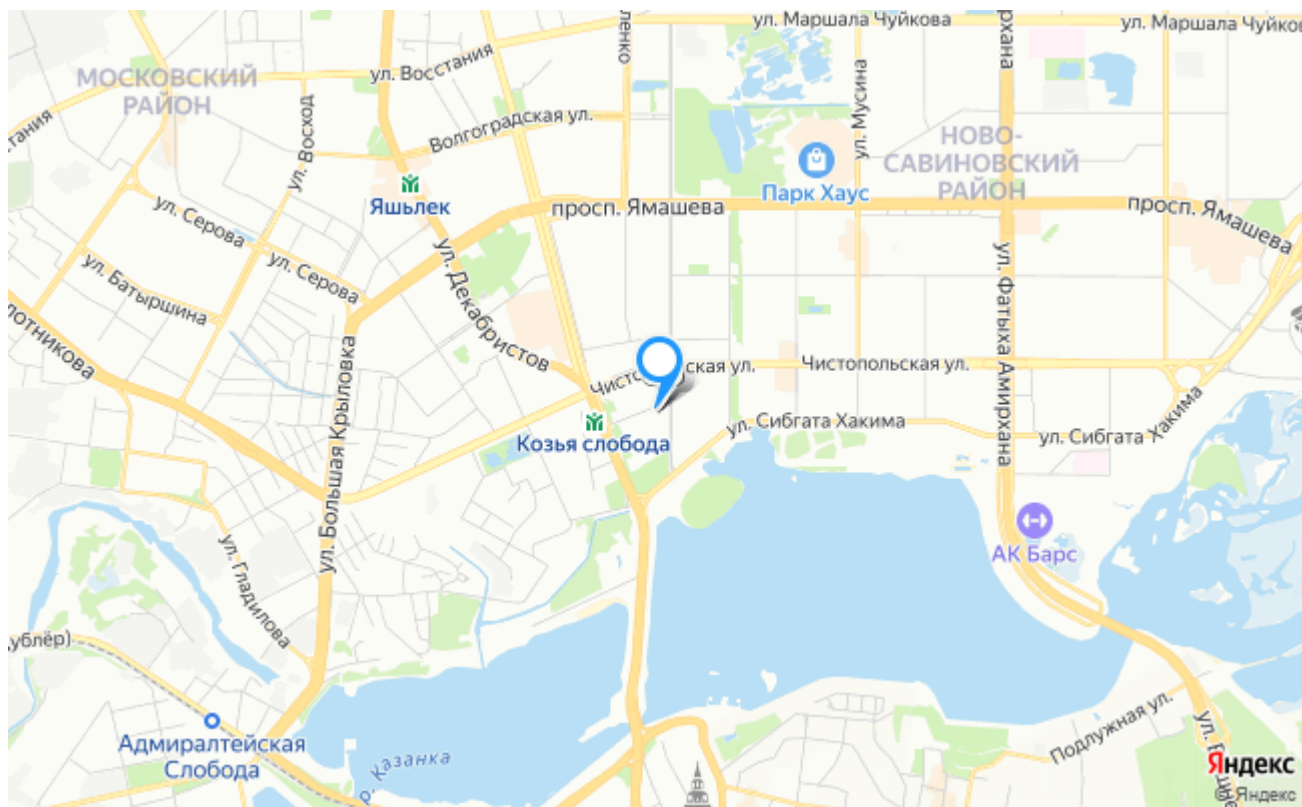 ул. Маршала Чуйкова
ул. Маршала Чуйков
МОСКОВСКИЙ
РАЙОН
ул. Восстания
ул. Восход
Волгоградская ул.
ул. Мусина
НОВО-
САВИНОВСКИЙ
РАЙОН
Парк Хаус
Яшьлек
просп. Ямашева
просп. Ямашева
ул. Серова
ул. Серова
ул. Батыршина
ул. Декабристов
ул. Большая Крыловка
ул. Фатыха Амирхана
Чистопольская ул.
ул. Сибгата Хакима
ул. Сибгата Хакима
Козья слобода
АК Барс
ул. Гладилова
Адмиралтейская
Слобода
р. Казанка
Подлужная ул.
Яндекс
© Яндекс